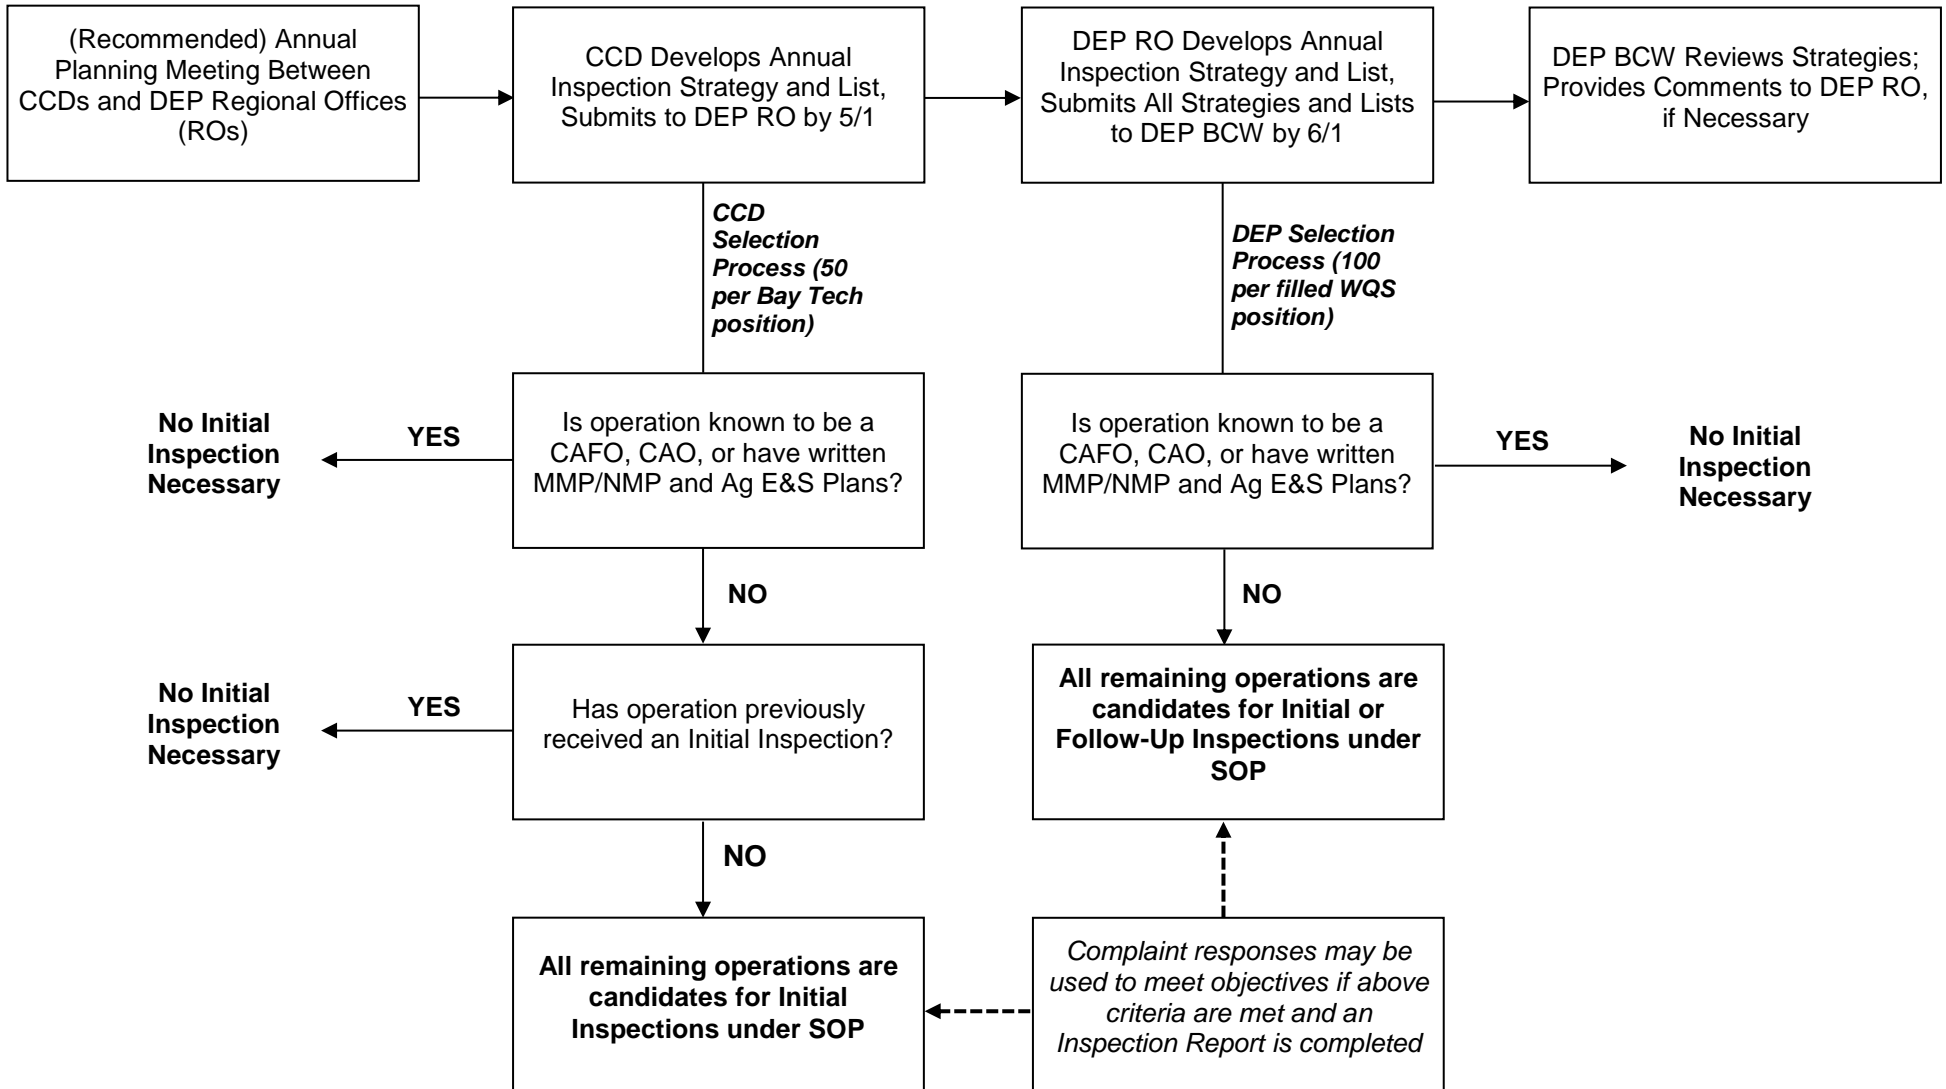 (Recommended) Annual
Planning Meeting Between
CCDs and DEP Regional Offices
(ROs)
CCD Develops Annual
Inspection Strategy and List,
Submits to DEP RO by 5/1
DEP RO Develops Annual
Inspection Strategy and List,
Submits All Strategies and Lists
to DEP BCW by 6/1
DEP BCW Reviews Strategies;
Provides Comments to DEP RO,
if Necessary
CCD
Selection
Process (50
per Bay Tech
position)
DEP Selection
Process (100
per filled WQS
position)
No Initial
Inspection
Necessary
YES
Is operation known to be a
CAFO, CAO, or have written
MMP/NMP and Ag E&S Plans?
Is operation known to be a
CAFO, CAO, or have written
MMP/NMP and Ag E&S Plans?
YES
No Initial
Inspection
Necessary
NO
NO
No Initial
Inspection
Necessary
YES
Has operation previously
received an Initial Inspection?
All remaining operations are
candidates for Initial or
Follow-Up Inspections under
SOP
NO
All remaining operations are
candidates for Initial
Inspections under SOP
Complaint responses may be
used to meet objectives if above
criteria are met and an
Inspection Report is completed